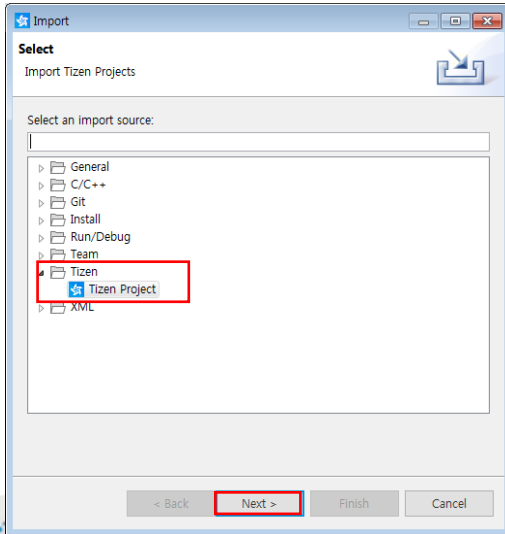 Import
Select
Import Tizen Projects
Select an import source:
General
C/C++
Git
Install
Run/Debug
Team
Tizen
Tizen Project
XML
< Back Next > Finish Cancel